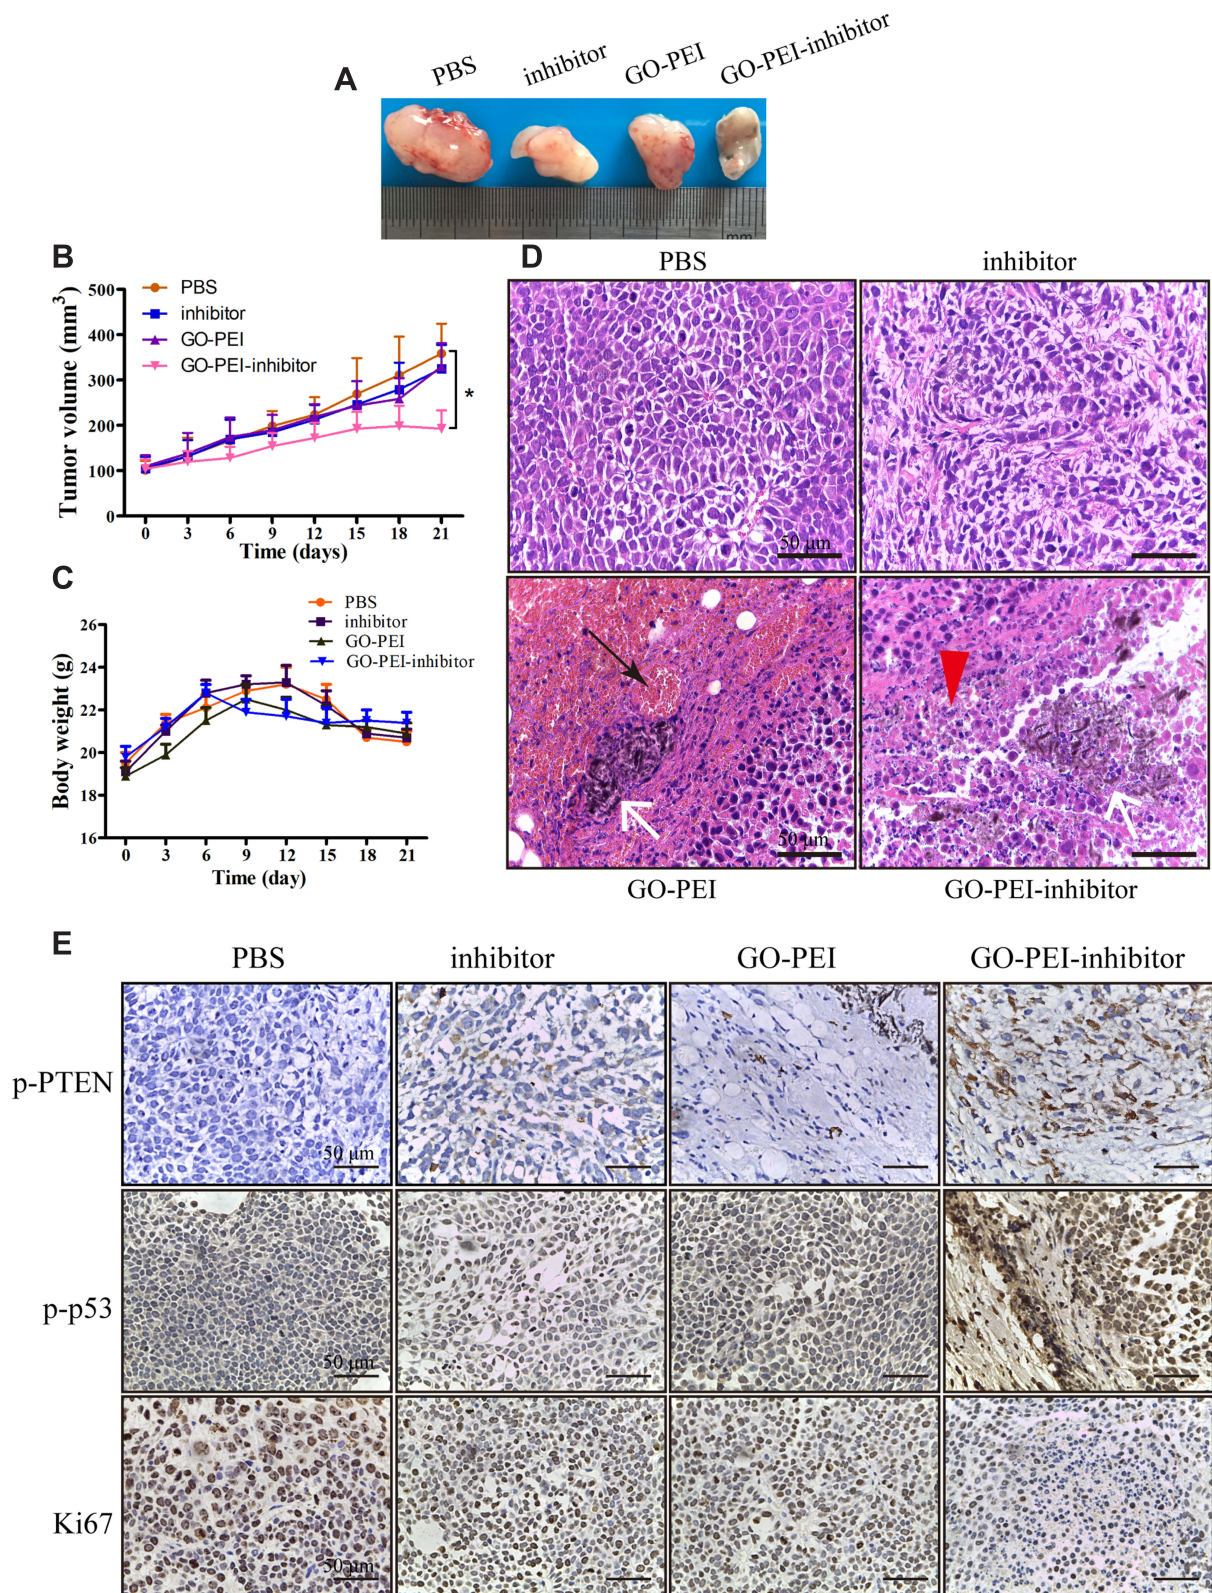 A
PBS
inhibitor
GO-PEI
GO-PEI-inhibitor
mm
B
PBS
inhibitor
GO-PEI
GO-PEI-inhibitor
Tumor volume (mm³)
500
400
300
200
100
0
*
0 3 6 9 12 15 18 21
Time (days)
C
PBS
inhibitor
GO-PEI
GO-PEI-inhibitor
Body weight (g)
26
24
22
20
18
16
0 3 6 9 12 15 18 21
Time (day)
D
PBS
inhibitor
50 μm
50 μm
GO-PEI
GO-PEI-inhibitor
E
PBS
inhibitor
GO-PEI
GO-PEI-inhibitor
p-PTEN
50 μm
p-p53
50 μm
Ki67
50 μm